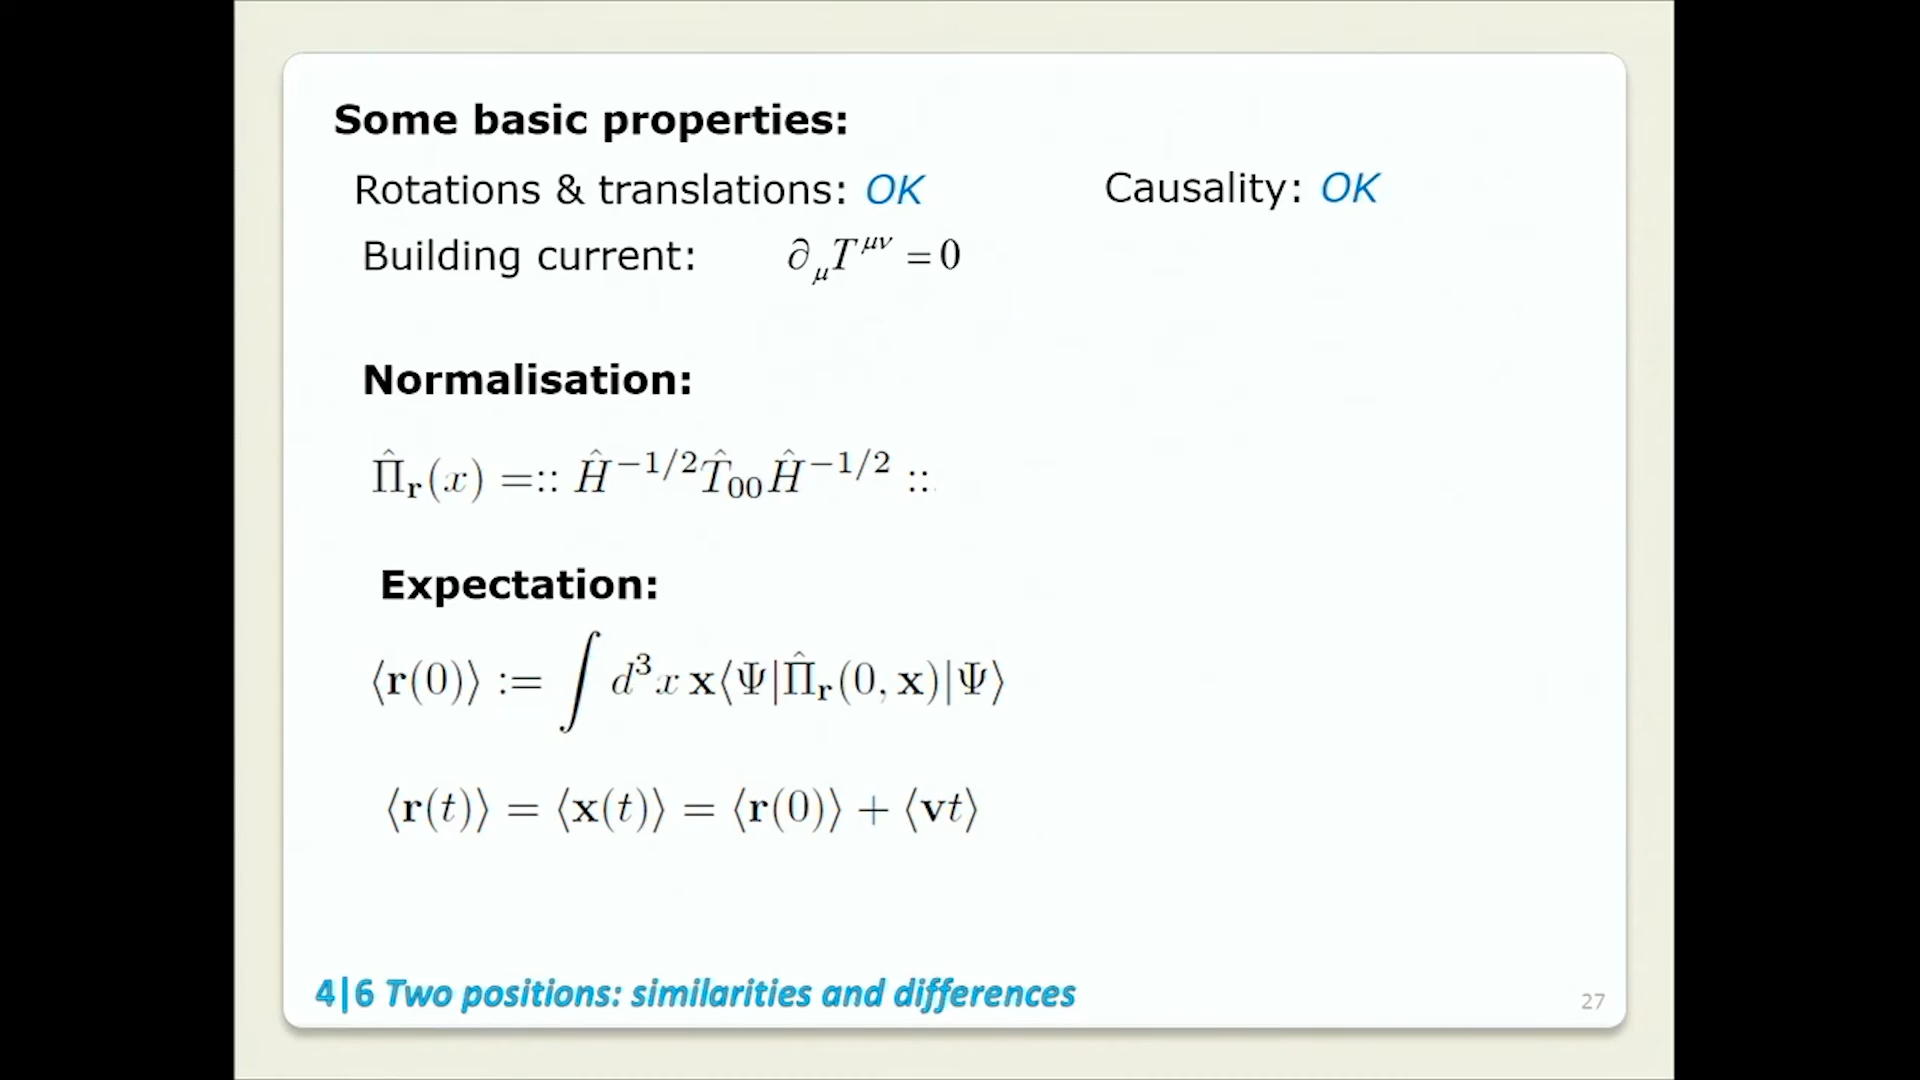 Some basic properties:
Rotations & translations: OK Causality: OK
Building current: ∂_μ T^{μν} = 0
Normalisation:
Π̂_𝐫(x) =:: Ĥ^{−1/2} T̂_{00} Ĥ^{−1/2} ::
Expectation:
⟨𝐫(0)⟩ := ∫ d³x 𝐱⟨Ψ|Π̂_𝐫(0, 𝐱)|Ψ⟩
⟨𝐫(t)⟩ = ⟨𝐱(t)⟩ = ⟨𝐫(0)⟩ + ⟨𝐯t⟩
4|6 Two positions: similarities and differences
27